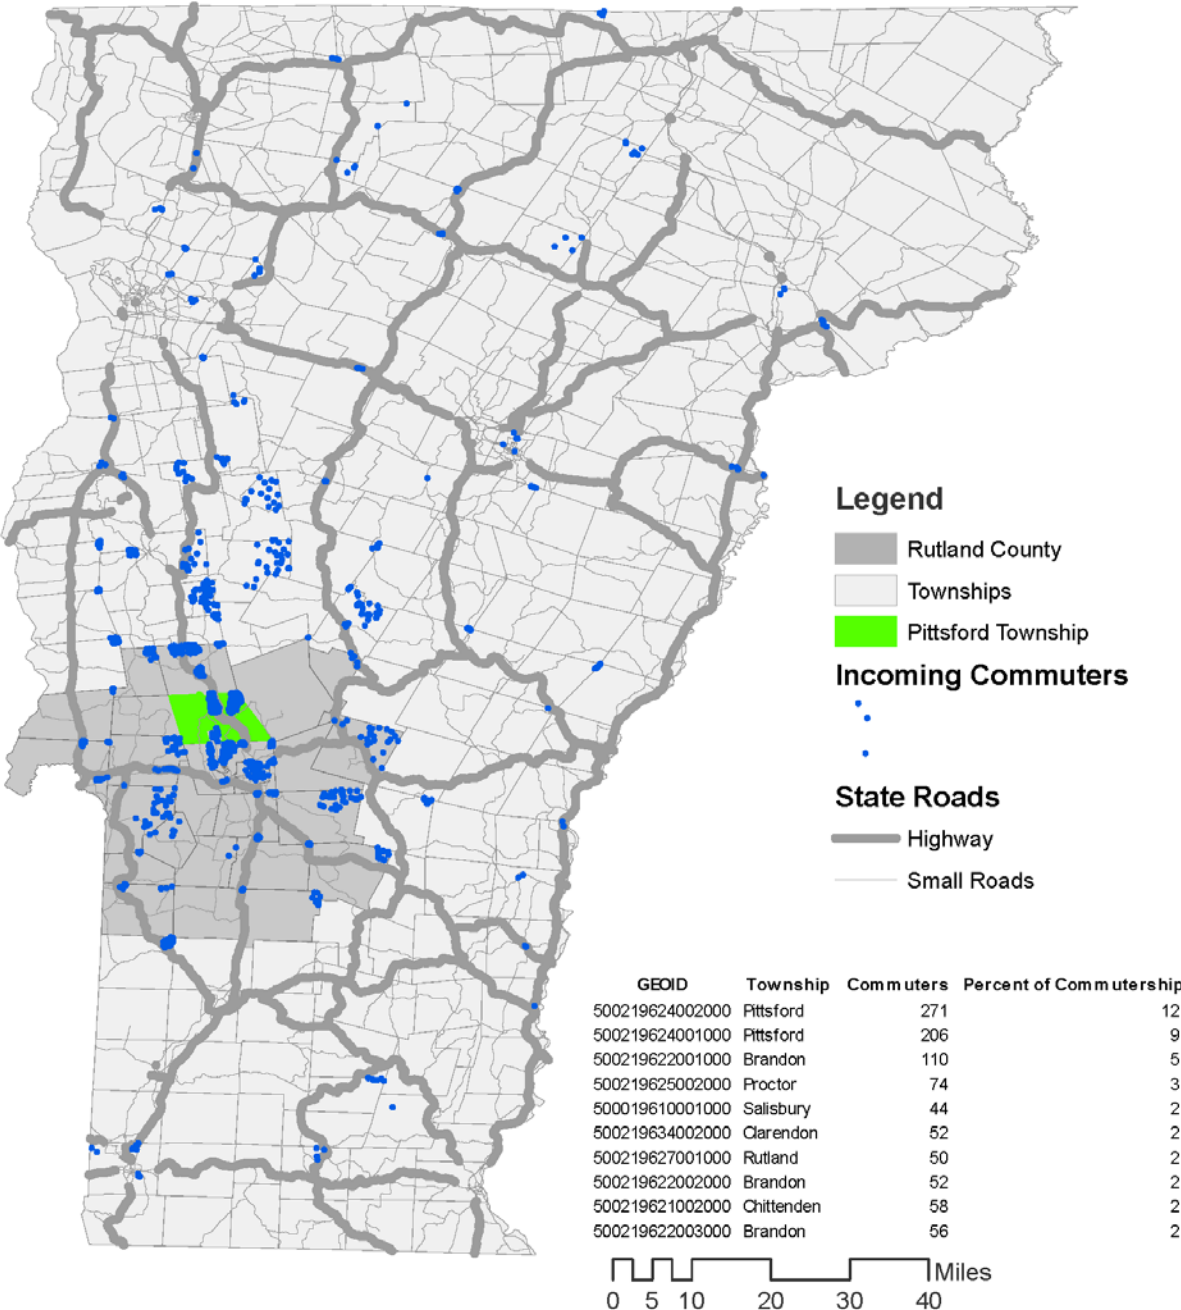 Legend
Rutland County
Townships
Pittsford Township
Incoming Commuters
State Roads
Highway
Small Roads
GEOID Township Commuters Percent of Commutership
500219624002000 Pittsford 271 12
500219624001000 Pittsford 206 9
500219622001000 Brandon 110 5
500219625002000 Proctor 74 3
500019610001000 Salisbury 44 2
500219634002000 Clarendon 52 2
500219627001000 Rutland 50 2
500219622002000 Brandon 52 2
500219621002000 Chittenden 58 2
500219622003000 Brandon 56 2
Miles
0 5 10 20 30 40